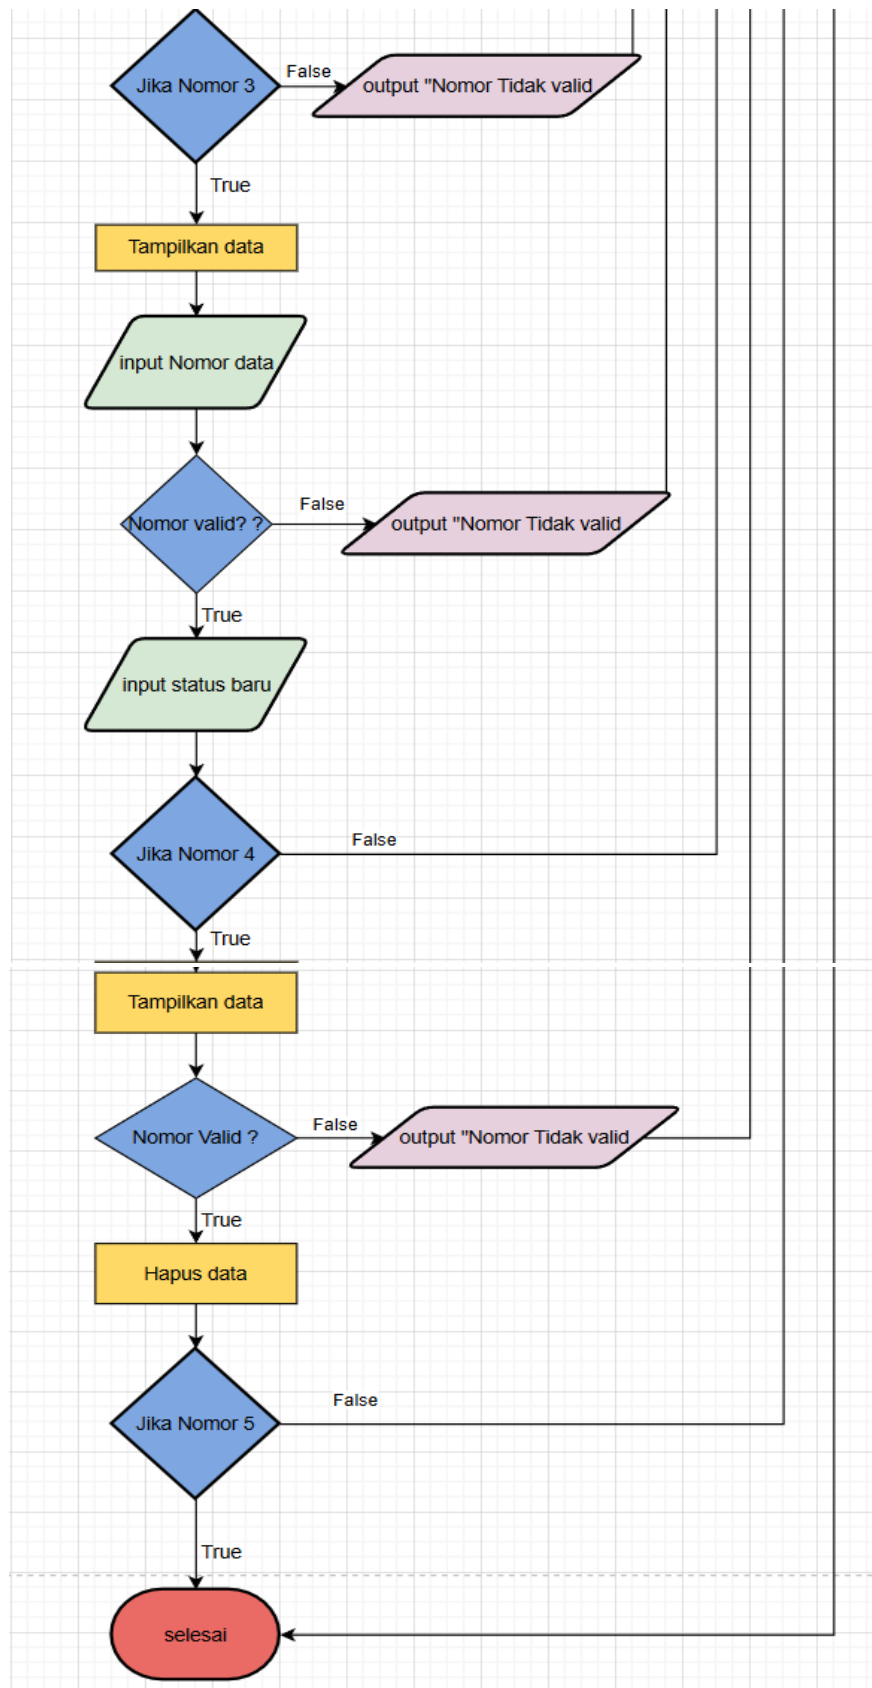 Jika Nomor 3
False
output "Nomor Tidak valid
True
Tampilkan data
input Nomor data
Nomor valid? ?
False
output "Nomor Tidak valid
True
input status baru
Jika Nomor 4
False
True
Tampilkan data
Nomor Valid ?
False
output "Nomor Tidak valid
True
Hapus data
Jika Nomor 5
False
True
selesai